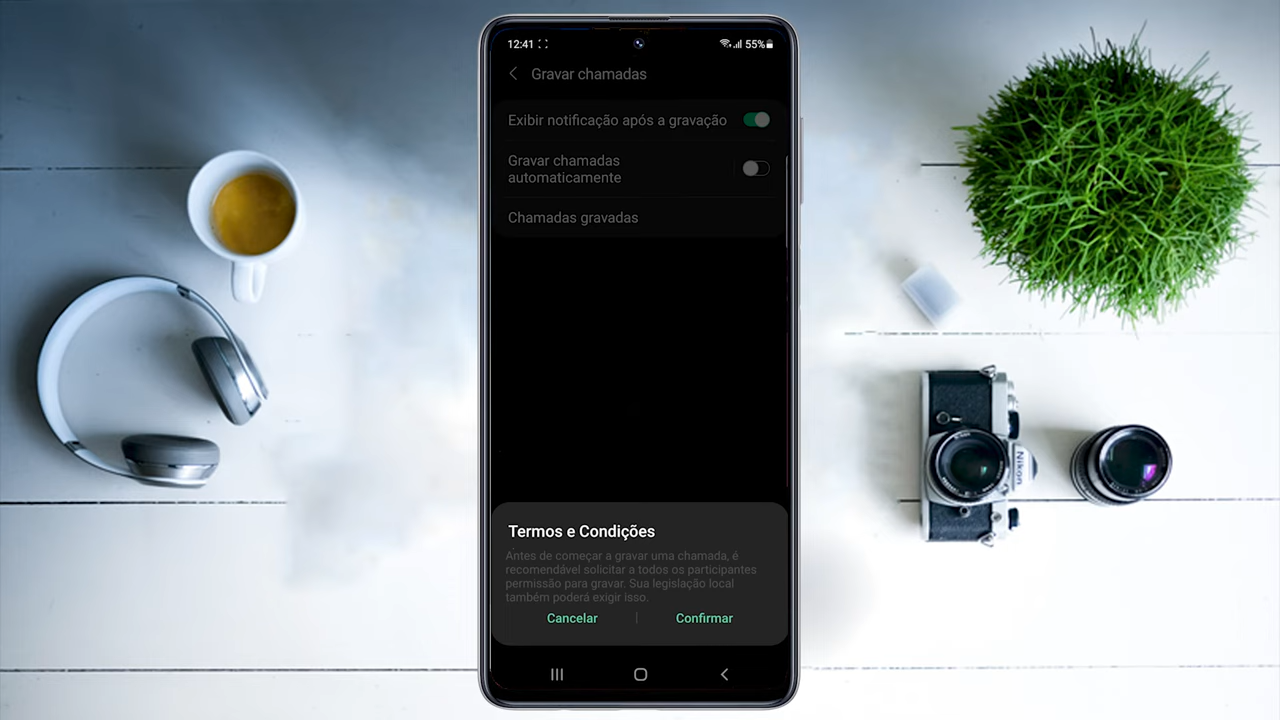 12:41
55%
Gravar chamadas
Exibir notificação após a gravação
Gravar chamadas
automaticamente
Chamadas gravadas
Termos e Condições
Antes de começar a gravar uma chamada, é
recomendável solicitar a todos os participantes
permissão para gravar. Sua legislação local
também poderá exigir isso.
Cancelar
Confirmar
Nikon